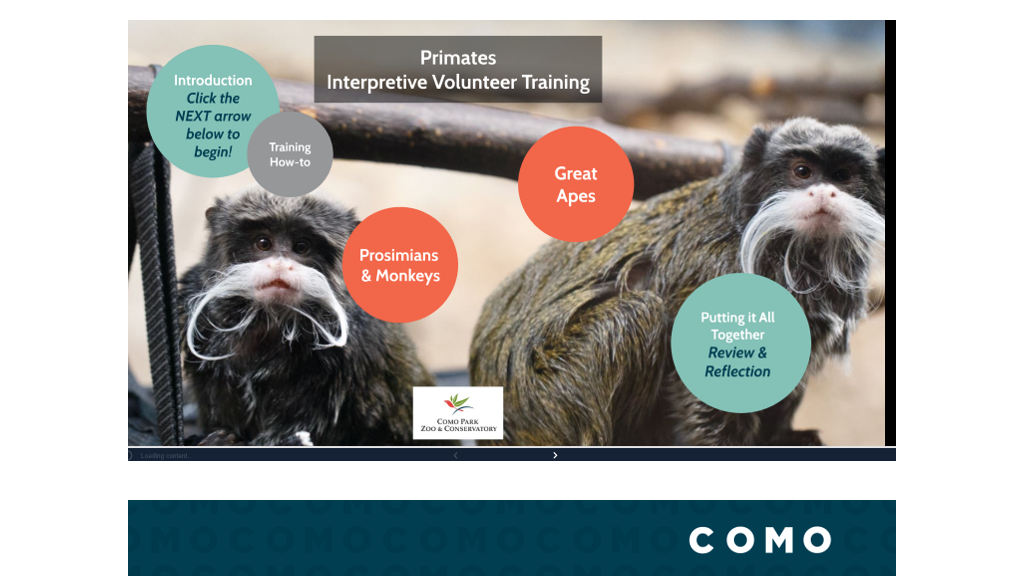 Primates
Interpretive Volunteer Training
Introduction
Click the
NEXT arrow
below to
begin!
Training
How-to
Great
Apes
Prosimians
& Monkeys
Putting it All
Together
Review &
Reflection
COMO PARK
ZOO & CONSERVATORY
Loading content...
COMO